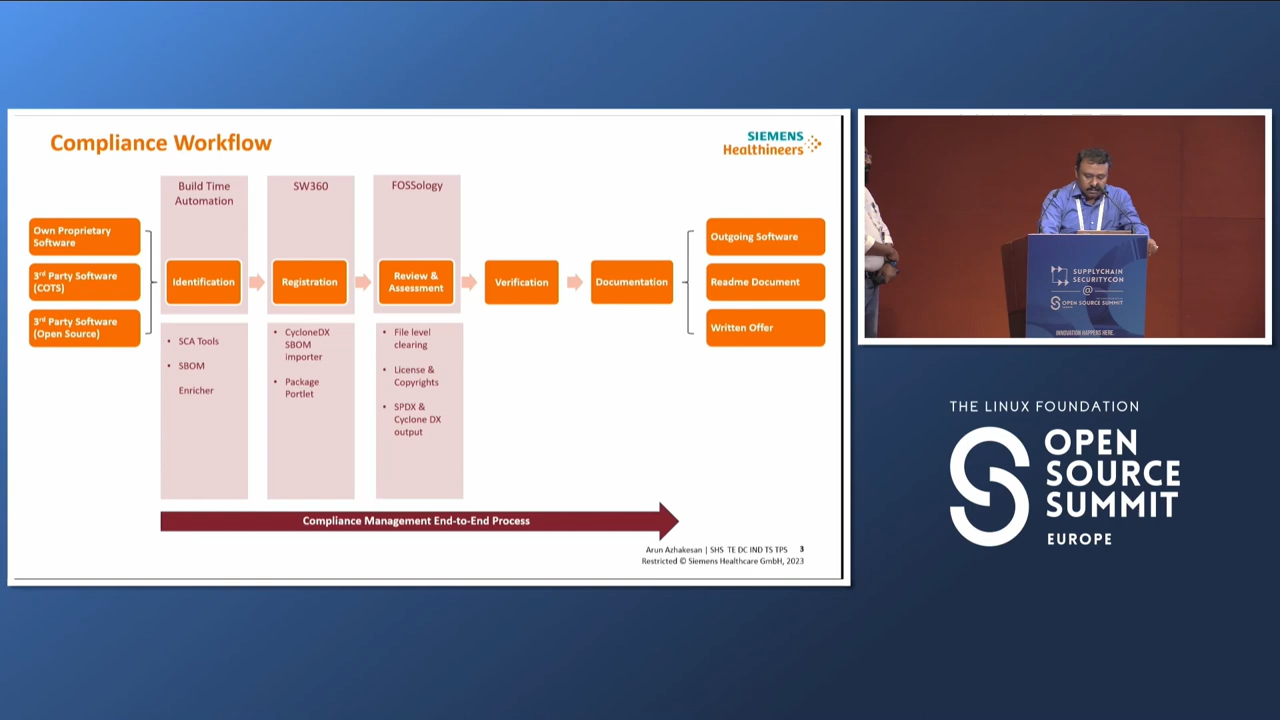 Compliance Workflow
SIEMENS
Healthineers
Build Time
Automation
SW360
FOSSology
Own Proprietary
Software
3rd Party Software
(COTS)
3rd Party Software
(Open Source)
Identification
Registration
Review &
Assessment
Verification
Documentation
Outgoing Software
Readme Document
Written Offer
• SCA Tools
• SBOM
Enricher
• CycloneDX
SBOM
importer
• Package
Portlet
• File level
clearing
• License &
Copyrights
• SPDX &
Cyclone DX
output
Compliance Management End-to-End Process
Arun Azhakesan | SHS TE DC IND TS TPS 3
Restricted © Siemens Healthcare GmbH, 2023
SUPPLYCHAIN
SECURITYCON
@
OPEN SOURCE SUMMIT
INNOVATION HAPPENS HERE.
THE LINUX FOUNDATION
OPEN
SOURCE
SUMMIT
EUROPE